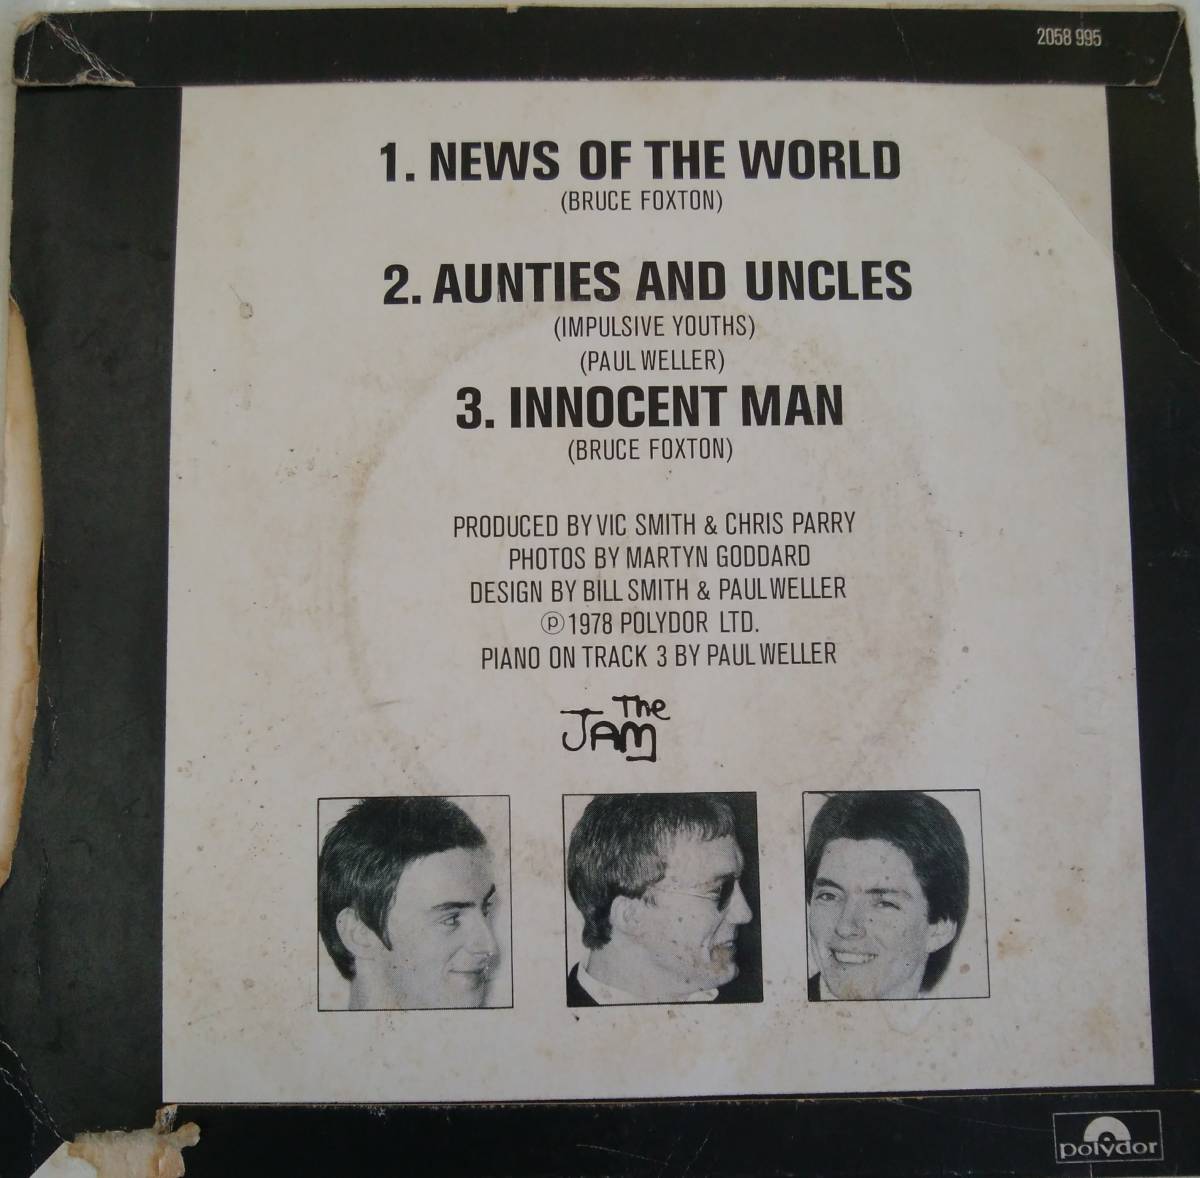 2058 995
1. NEWS OF THE WORLD
(BRUCE FOXTON)
2. AUNTIES AND UNCLES
(IMPULSIVE YOUTHS)
(PAUL WELLER)
3. INNOCENT MAN
(BRUCE FOXTON)
PRODUCED BY VIC SMITH & CHRIS PARRY
PHOTOS BY MARTYN GODDARD
DESIGN BY BILL SMITH & PAUL WELLER
℗ 1978 POLYDOR LTD.
PIANO ON TRACK 3 BY PAUL WELLER
The
JAM
polydor